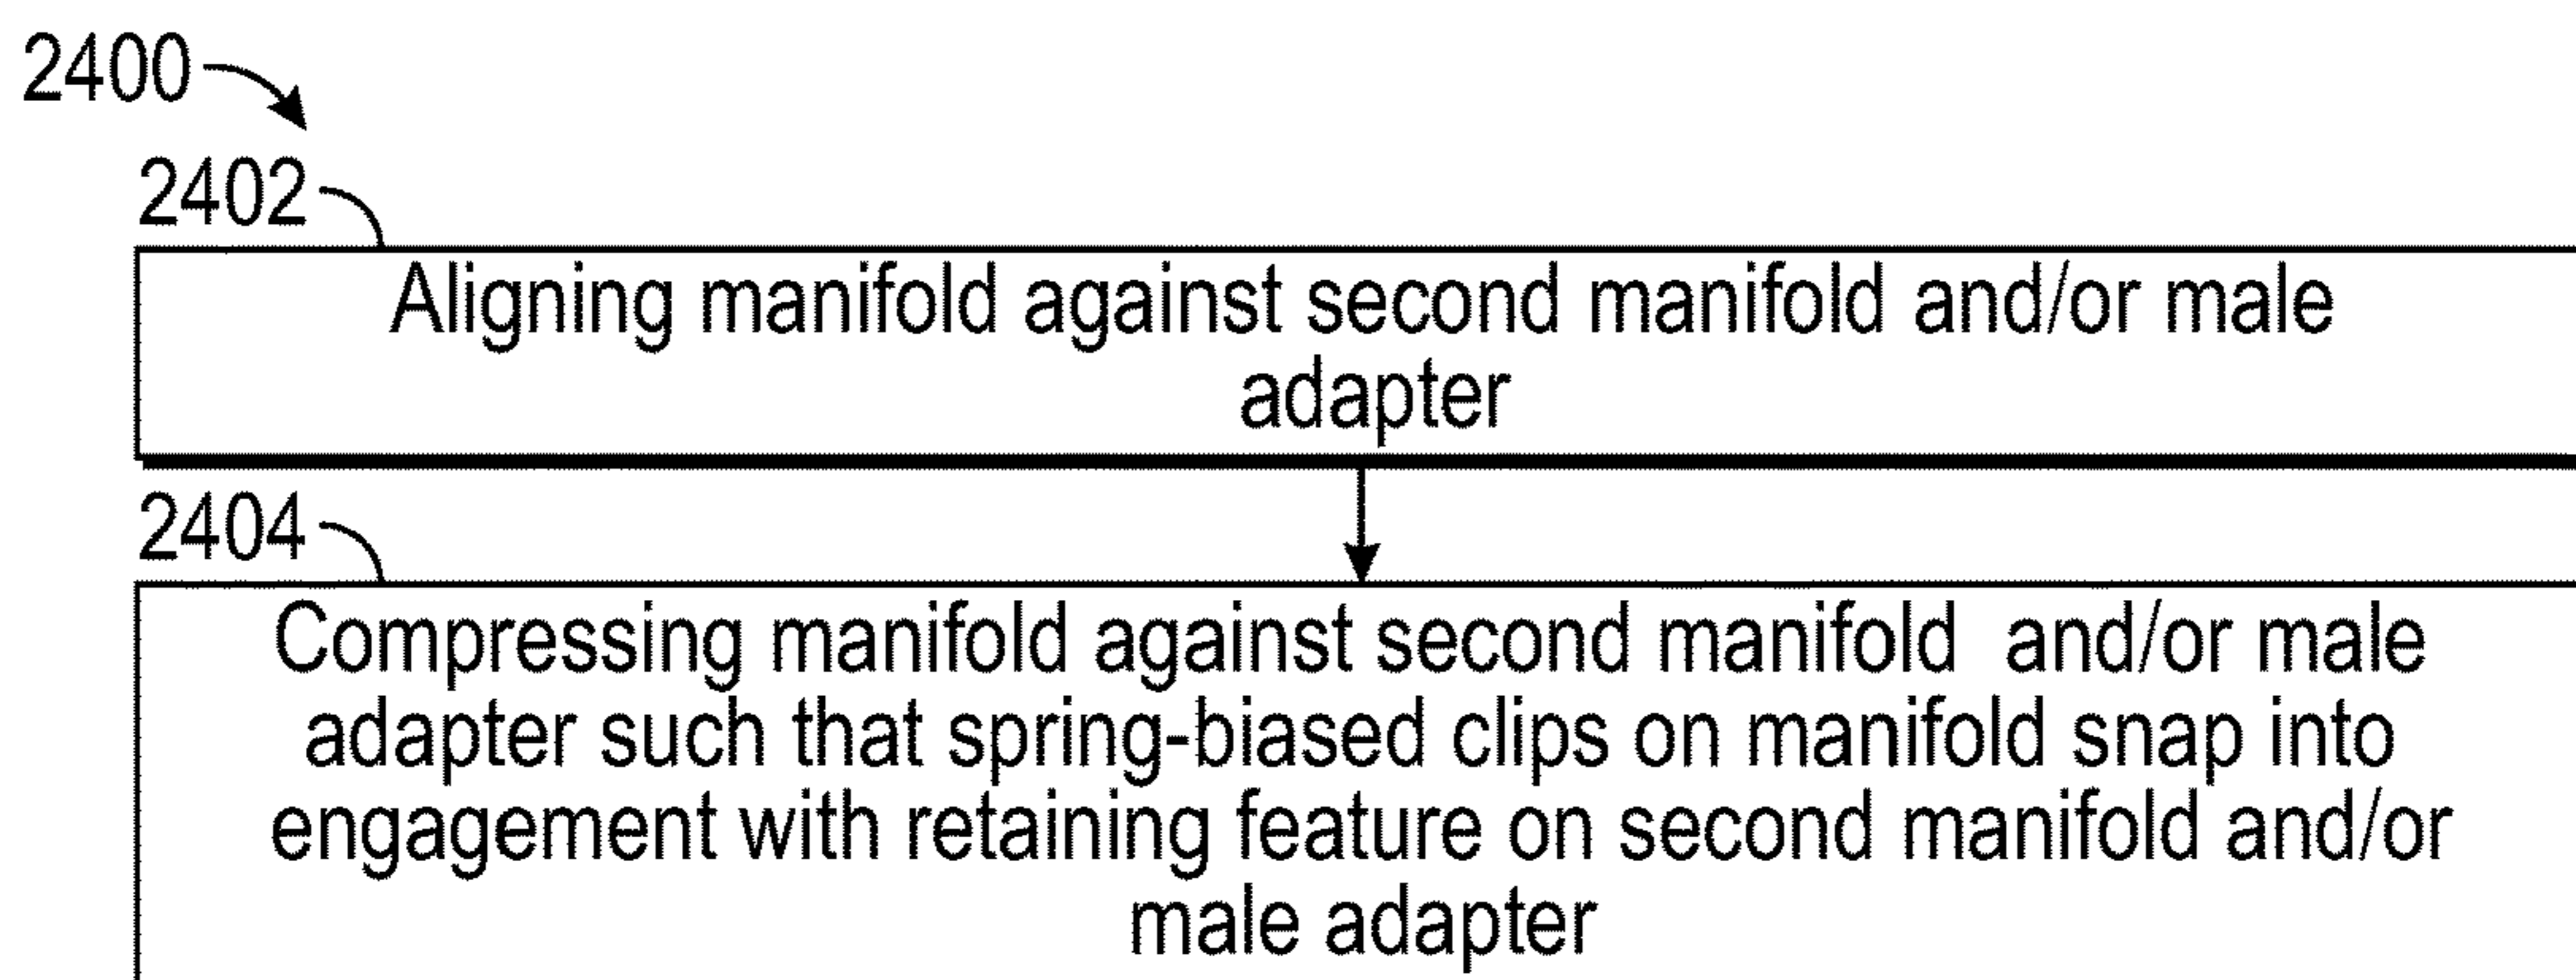 2400
2402
Aligning manifold against second manifold and/or male
adapter
2404
Compressing manifold against second manifold and/or male
adapter such that spring-biased clips on manifold snap into
engagement with retaining feature on second manifold and/or
male adapter